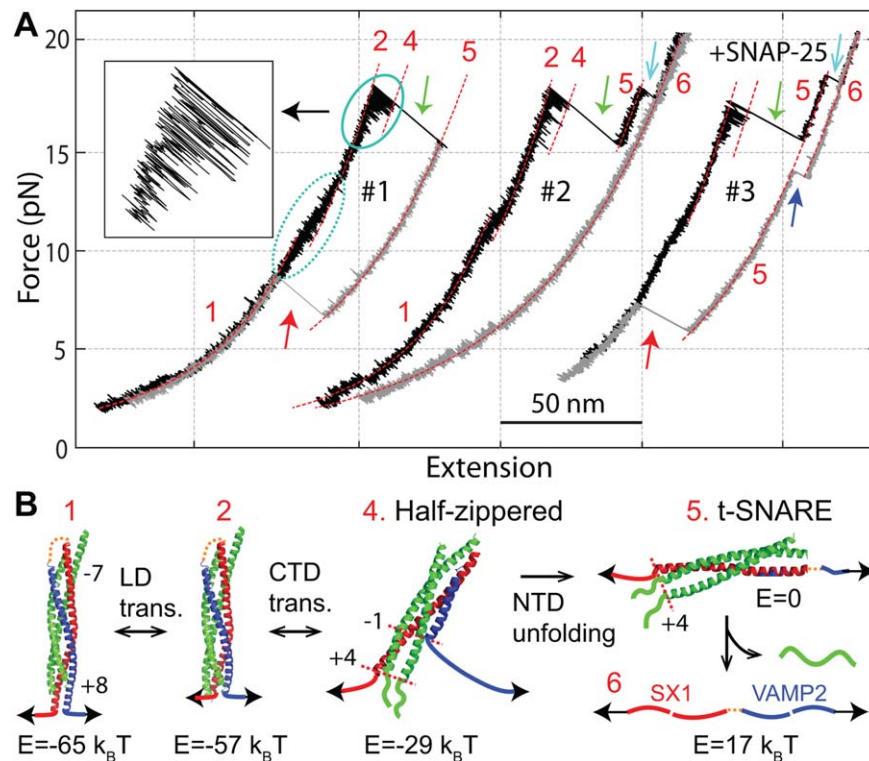 A
20
15
10
5
0
Force (pN)
Extension
2 4 5
2 4 5 6
+SNAP-25
5 6
#1
#2
#3
1
1
5
50 nm
B
1
2
4. Half-zippered
5. t-SNARE
-7
LD
trans.
CTD
trans.
-1
+4
NTD
unfolding
E=0
+4
+8
6
SX1
VAMP2
E=-65 kBT
E=-57 kBT
E=-29 kBT
E=17 kBT